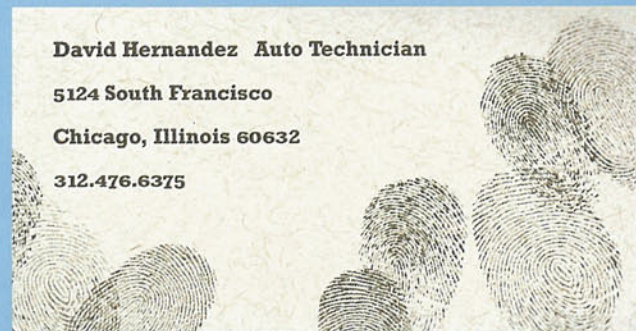 David Hernandez Auto Technician
5124 South Francisco
Chicago, Illinois 60632
312.476.6375